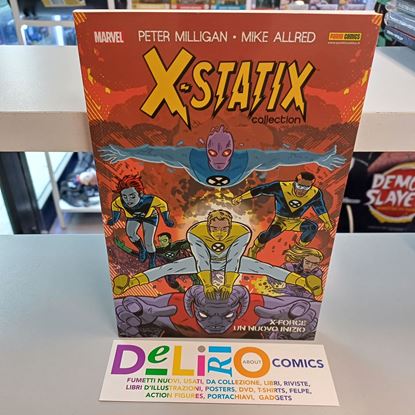 MARVEL
PETER MILLIGAN • MIKE ALLRED
PANINI COMICS
X-STATIX
collection
DEMON
SLAYE
X-FORCE
UN NUOVO INIZIO
DELIRIO ABOUT COMICS
FUMETTI NUOVI, USATI, DA COLLEZIONE, LIBRI, RIVISTE,
LIBRI D'ILLUSTRAZIONI, POSTERS, DVD, T-SHIRTS, FELPE,
ACTION FIGURES, PORTACHIAVI, GADGETS